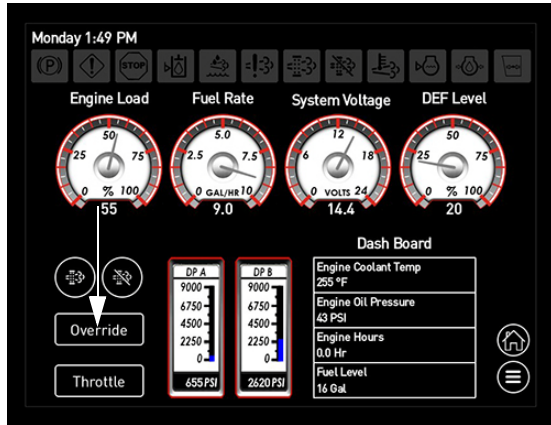 Monday 1:49 PM
(P) STOP
Engine Load Fuel Rate System Voltage DEF Level
50 5.0 12 50
25 75 2.5 7.5 6 18 25 75
0 % 100 0 GAL/HR 10 0 VOLTS 24 0 % 100
55 9.0 14.4 20
Dash Board
DP A DP B
Engine Coolant Temp
255 °F
9000 9000
6750 6750
Engine Oil Pressure
43 PSI
4500 4500
Override
2250 2250
Engine Hours
0.0 Hr
0 0
Fuel Level
16 Gal
Throttle
655 PSI 2620 PSI